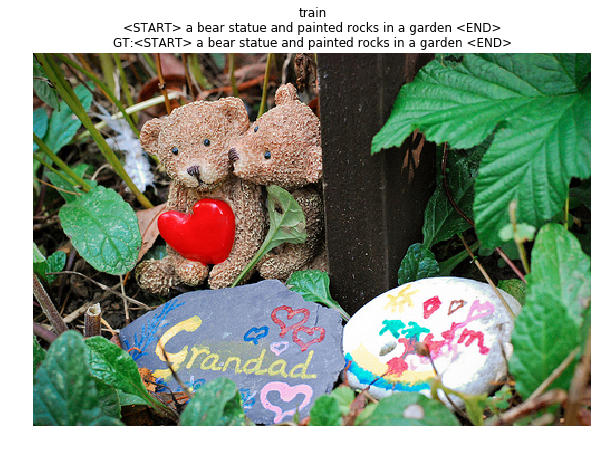 train
<START> a bear statue and painted rocks in a garden <END>
GT:<START> a bear statue and painted rocks in a garden <END>
Grandad